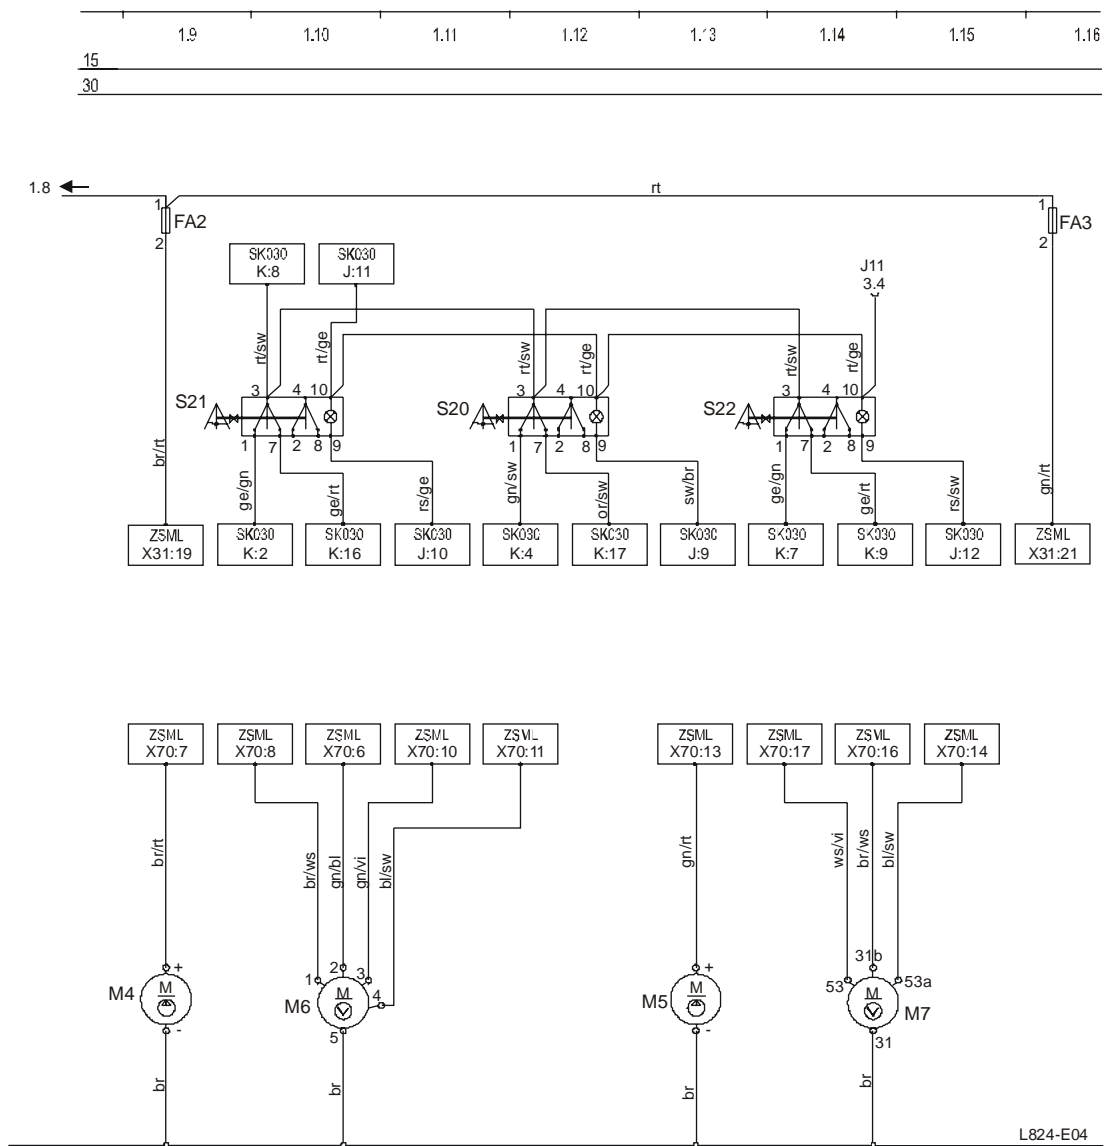 1.9 1.10 1.11 1.12 1.13 1.14 1.15 1.16
15
30
1.8 rt
1 1
FA2 FA3
2 2
SK030 SK030
K:8 J:11
J11
3.4
rt/sw rt/ge rt/sw rt/ge rt/sw rt/ge
3 4 10 3 4 10 3 4 10
S21 S20 S22
1 7 2 8 9 1 7 2 8 9 1 7 2 8 9
br/rt ge/gn ge/rt rs/ge gn/sw or/sw sw/br ge/gn ge/rt rs/sw gn/rt
ZSML SK030 SK030 SK030 SK030 SK030 SK030 SK030 SK030 SK030 ZSML
X31:19 K:2 K:16 J:10 K:4 K:17 J:9 K:7 K:9 J:12 X31:21
ZSML ZSML ZSML ZSML ZSML ZSML ZSML ZSML ZSML
X70:7 X70:8 X70:6 X70:10 X70:11 X70:13 X70:17 X70:16 X70:14
br/rt br/ws gn/bl gn/vi bl/sw gn/rt ws/vi br/ws bl/sw
+ 1 2 3 4 + 53 31b 53a
M4 M M6 M M5 M M7 M
- 5 - 31
br br br br
L824-E04